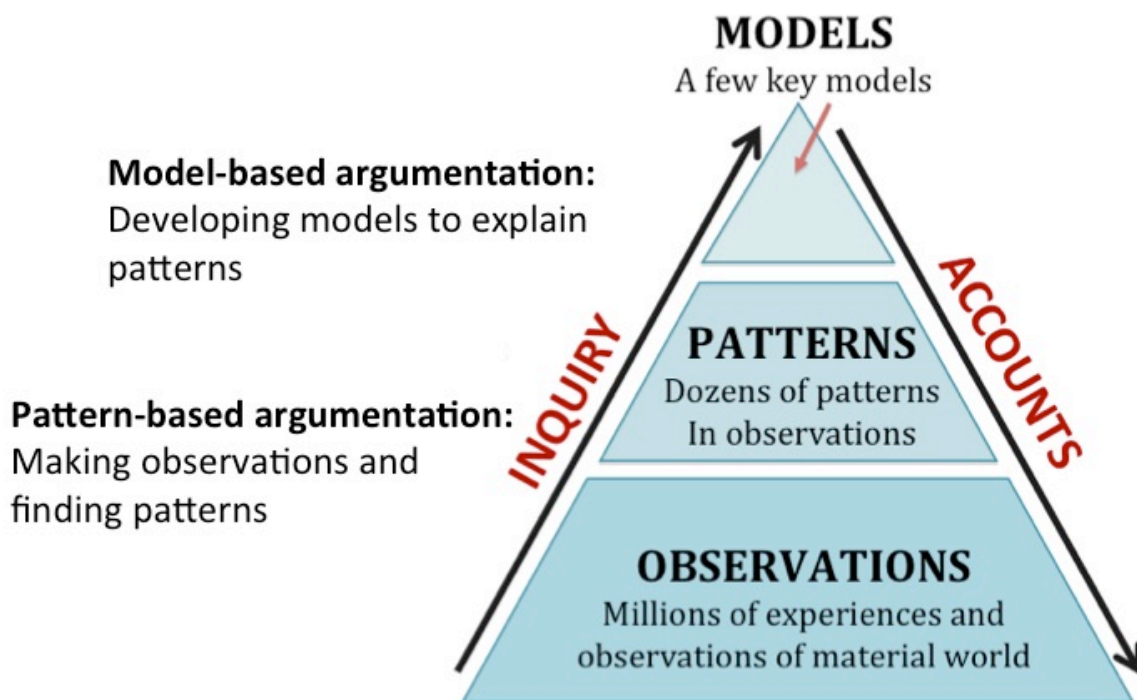 MODELS
A few key models
Model-based argumentation:
Developing models to explain
patterns
INQUIRY
ACCOUNTS
PATTERNS
Dozens of patterns
In observations
Pattern-based argumentation:
Making observations and
finding patterns
OBSERVATIONS
Millions of experiences and
observations of material world